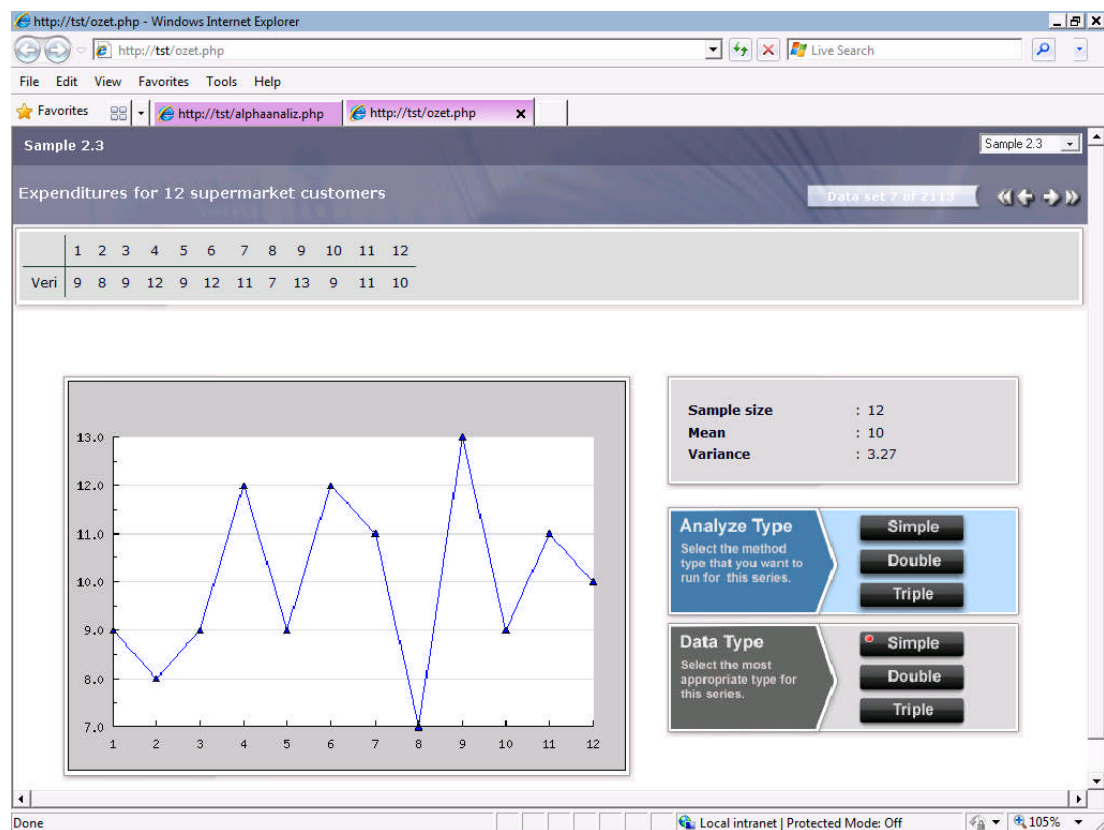 http://tst/ozet.php - Windows Internet Explorer
http://tst/ozet.php
Live Search
File Edit View Favorites Tools Help
Favorites
http://tst/alphaanaliz.php
http://tst/ozet.php
Sample 2.3
Sample 2.3
Expenditures for 12 supermarket customers
Data set 7 of 2113
1 2 3 4 5 6 7 8 9 10 11 12
Veri 9 8 9 12 9 12 11 7 13 9 11 10
13.0
12.0
11.0
10.0
9.0
8.0
7.0
1 2 3 4 5 6 7 8 9 10 11 12
Sample size : 12
Mean : 10
Variance : 3.27
Analyze Type
Select the method
type that you want to
run for this series.
Simple
Double
Triple
Data Type
Select the most
appropriate type for
this series.
Simple
Double
Triple
Done
Local intranet | Protected Mode: Off
105%